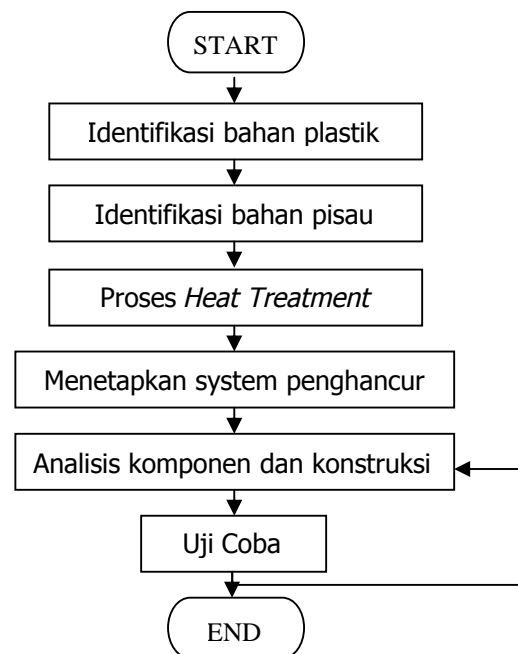 START
Identifikasi bahan plastik
Identifikasi bahan pisau
Proses Heat Treatment
Menetapkan system penghancur
Analisis komponen dan konstruksi
Uji Coba
END